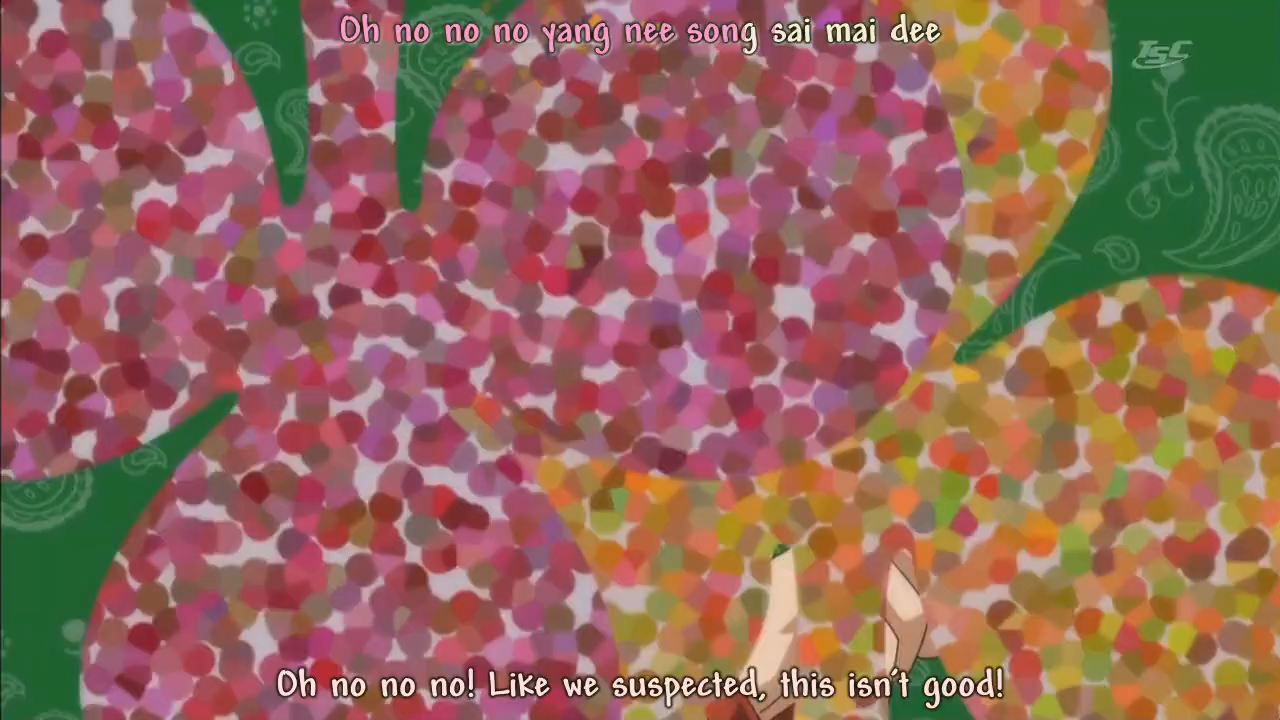 Oh no no no yang nee song sai mai dee
TSC
Oh no no no! Like we suspected, this isn't good!